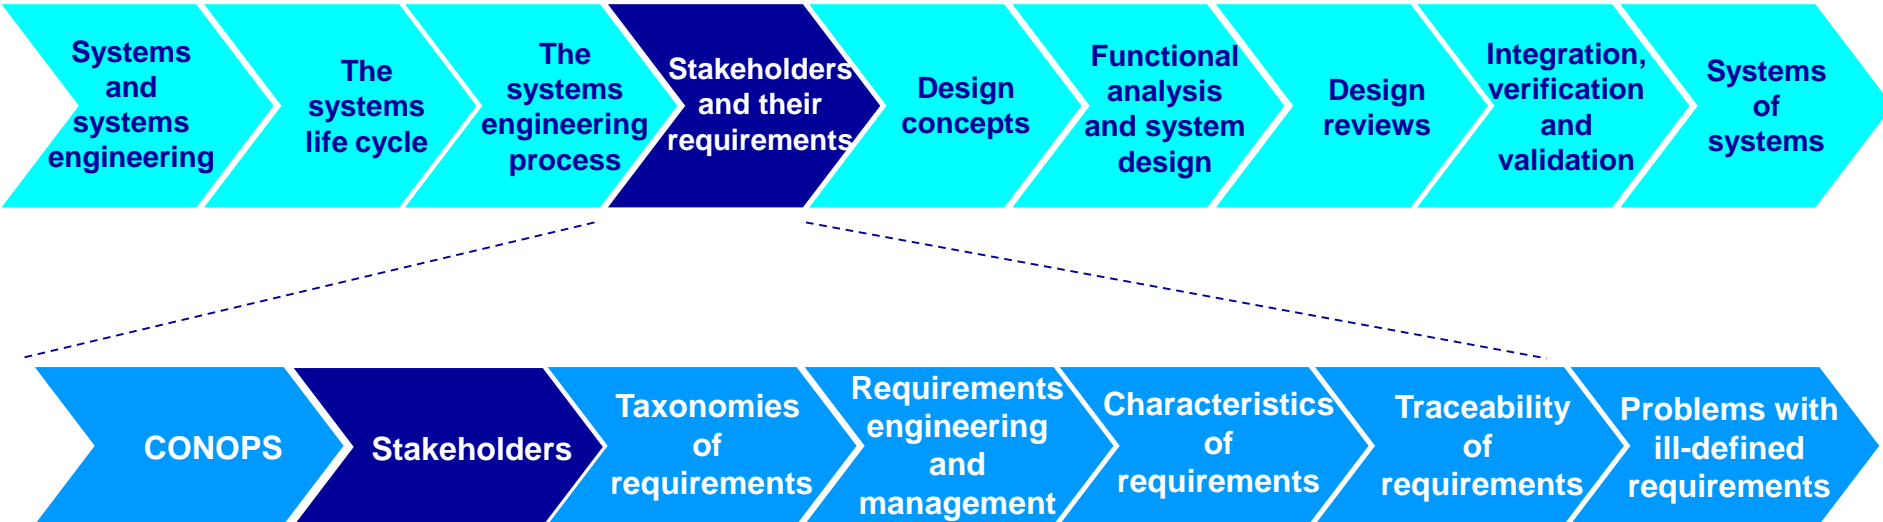 Systems
and
systems
engineering
The
systems
life cycle
The
systems
engineering
process
Stakeholders
and their
requirements
Design
concepts
Functional
analysis
and system
design
Design
reviews
Integration,
verification
and
validation
Systems
of
systems
CONOPS
Stakeholders
Taxonomies
of
requirements
Requirements
engineering
and
management
Characteristics
of
requirements
Traceability
of
requirements
Problems with
ill-defined
requirements